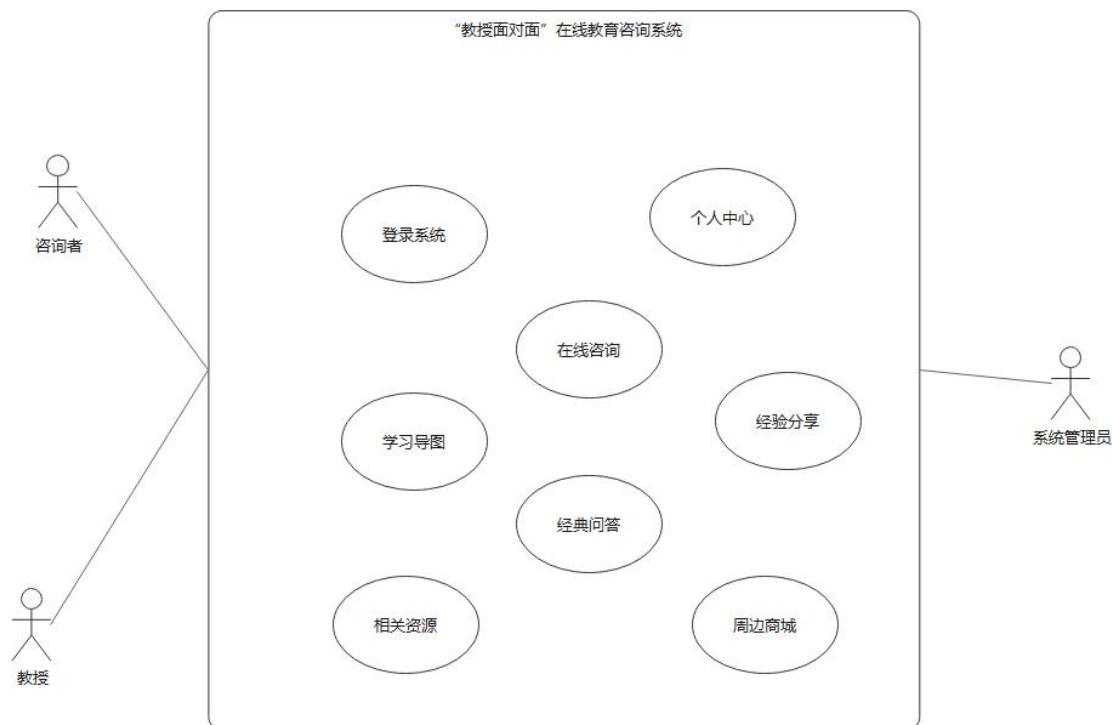 “教授面对面”在线教育咨询系统
咨询者
登录系统
个人中心
在线咨询
学习导图
经验分享
系统管理员
经典问答
相关资源
周边商城
教授